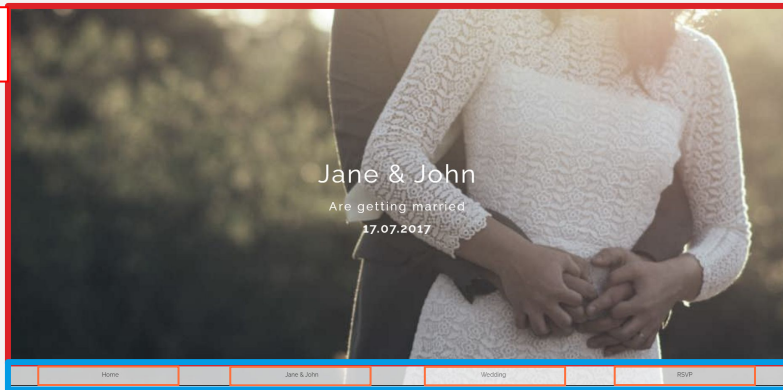 Jane & John
Are getting married
17.07.2017
Home Jane & John Wedding RSVP